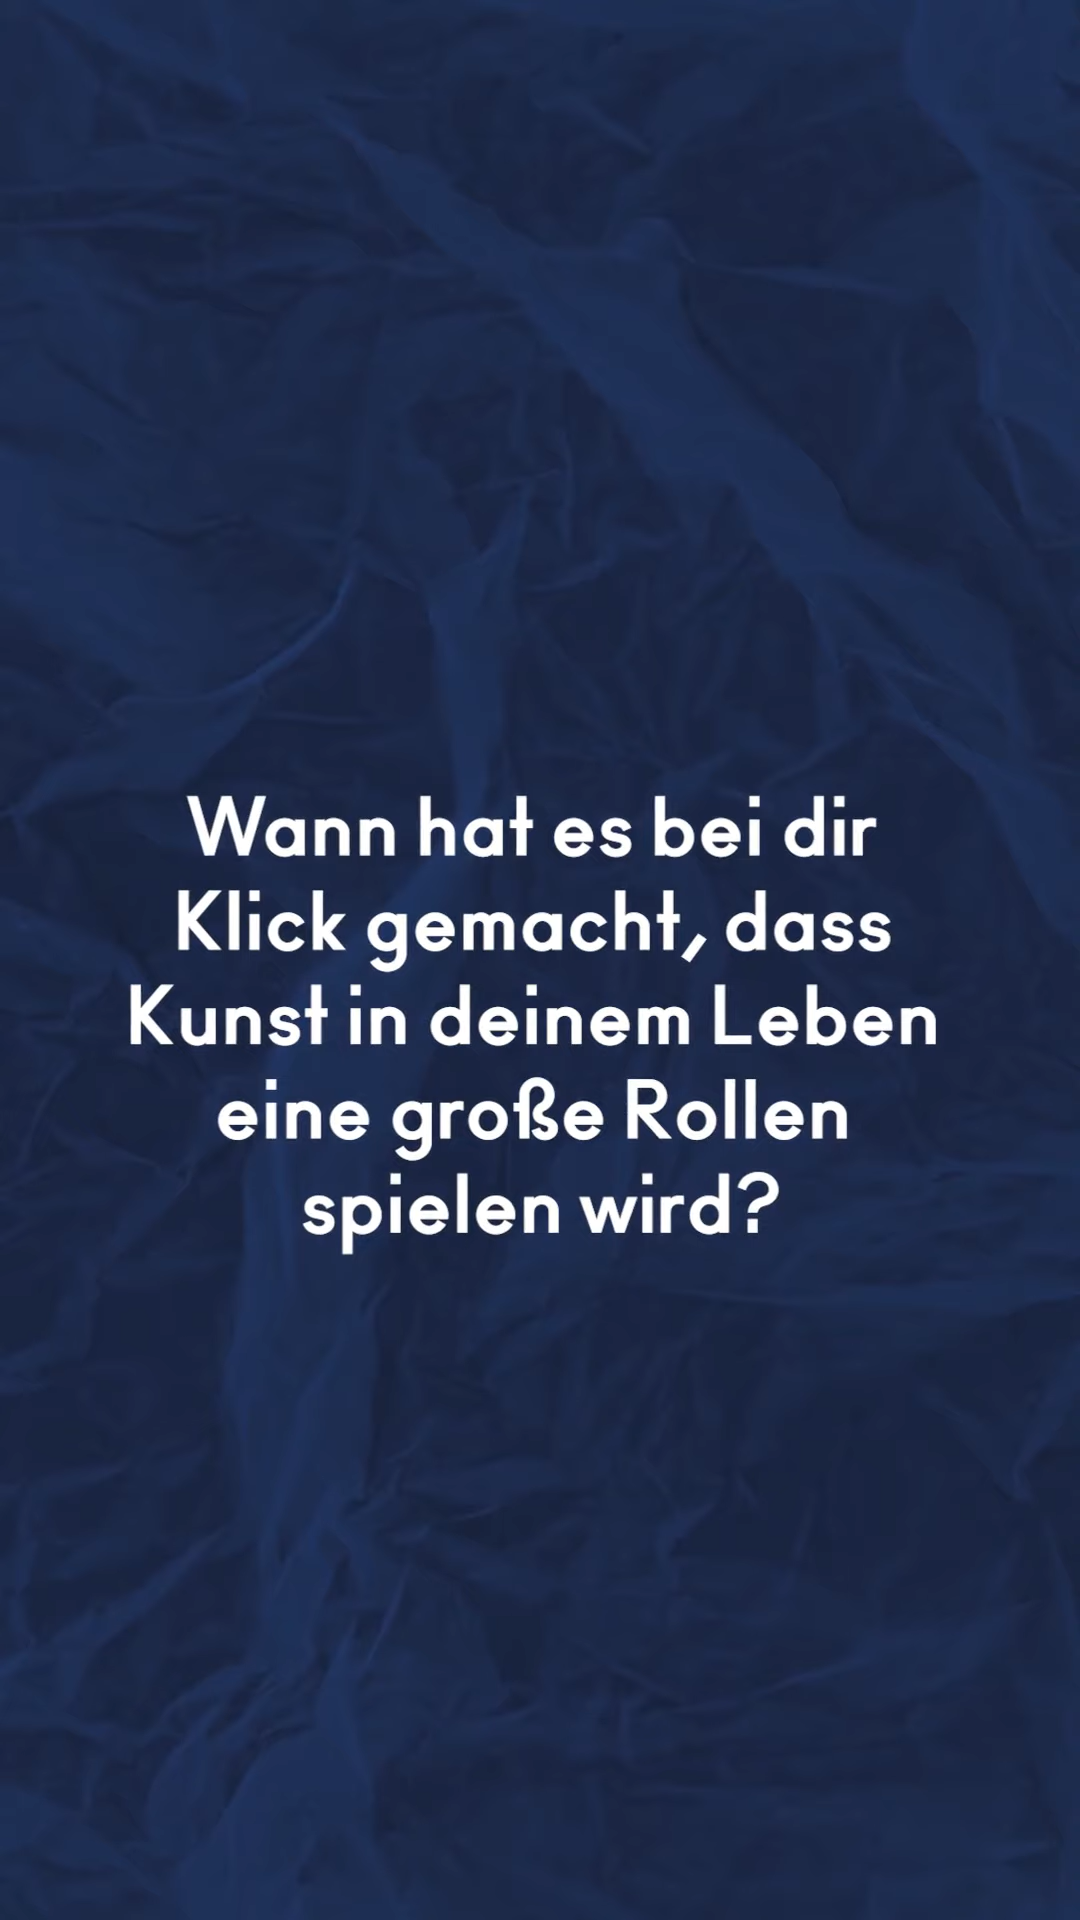 Wann hat es bei dir
Klick gemacht, dass
Kunst in deinem Leben
eine große Rollen
spielen wird?